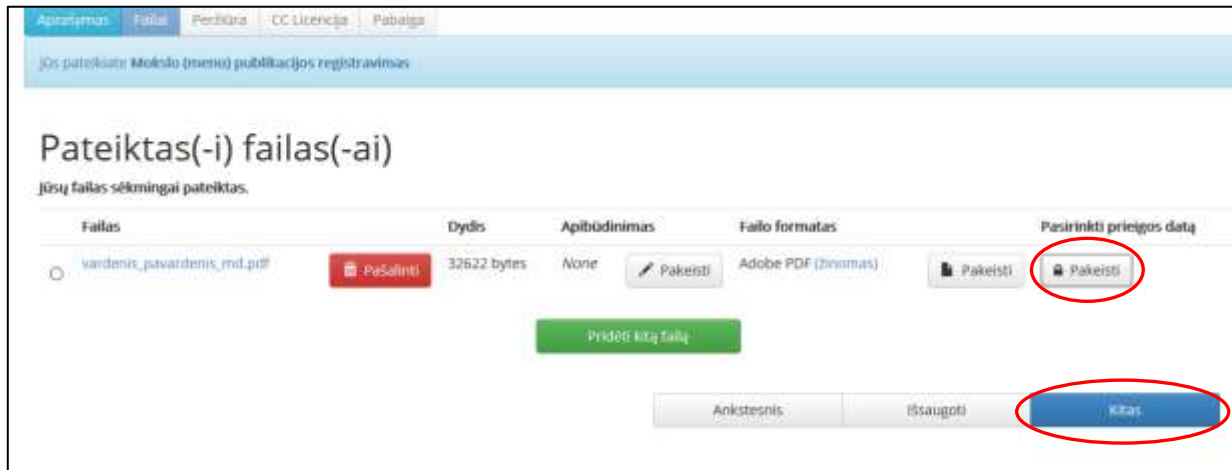 Aprašymas Failai Peržiūra CC Licencija Pabaiga
Jūs pateikiate Mokslo (meno) publikacijos registravimas
Pateiktas(-i) failas(-ai)
Jūsų failas sėkmingai pateiktas.
Failas Dydis Apibūdinimas Failo formatas Pasirinkti prieigos datą
vardenis_pavardenis_md.pdf Pašalinti 32622 bytes None Pakeisti Adobe PDF (žinomas) Pakeisti Pakeisti
Pridėti kitą failą
Ankstesnis Išsaugoti Kitas